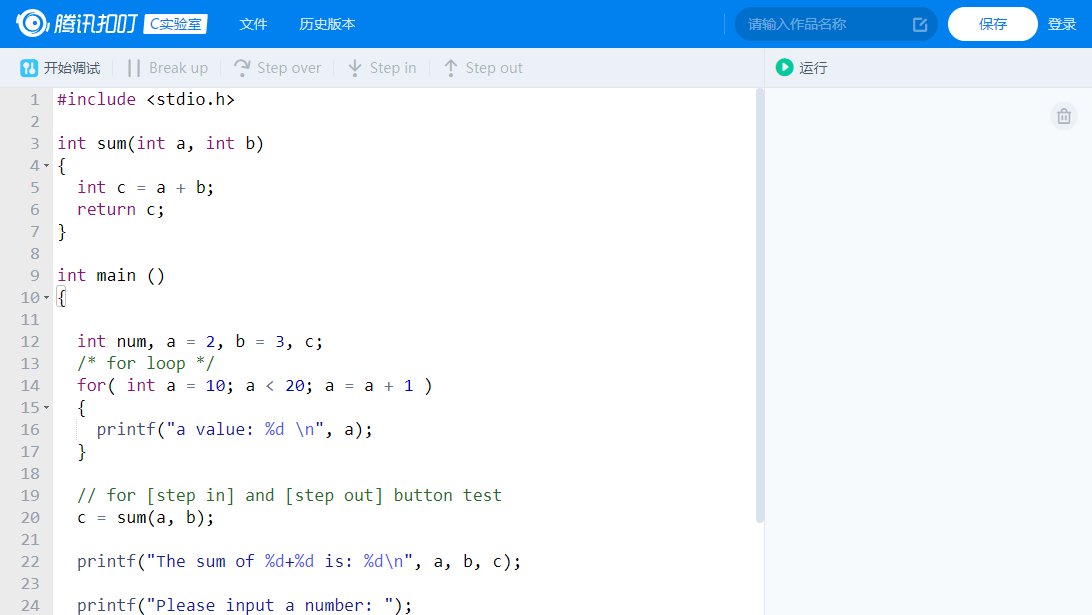 腾讯扣叮 C实验室 文件 历史版本 请输入作品名称 保存 登录
开始调试 Break up Step over Step in Step out 运行
1 #include <stdio.h>
2
3 int sum(int a, int b)
4 {
5 int c = a + b;
6 return c;
7 }
8
9 int main ()
10 {
11
12 int num, a = 2, b = 3, c;
13 /* for loop */
14 for( int a = 10; a < 20; a = a + 1 )
15 {
16 printf("a value: %d \n", a);
17 }
18
19 // for [step in] and [step out] button test
20 c = sum(a, b);
21
22 printf("The sum of %d+%d is: %d\n", a, b, c);
23
24 printf("Please input a number: ");